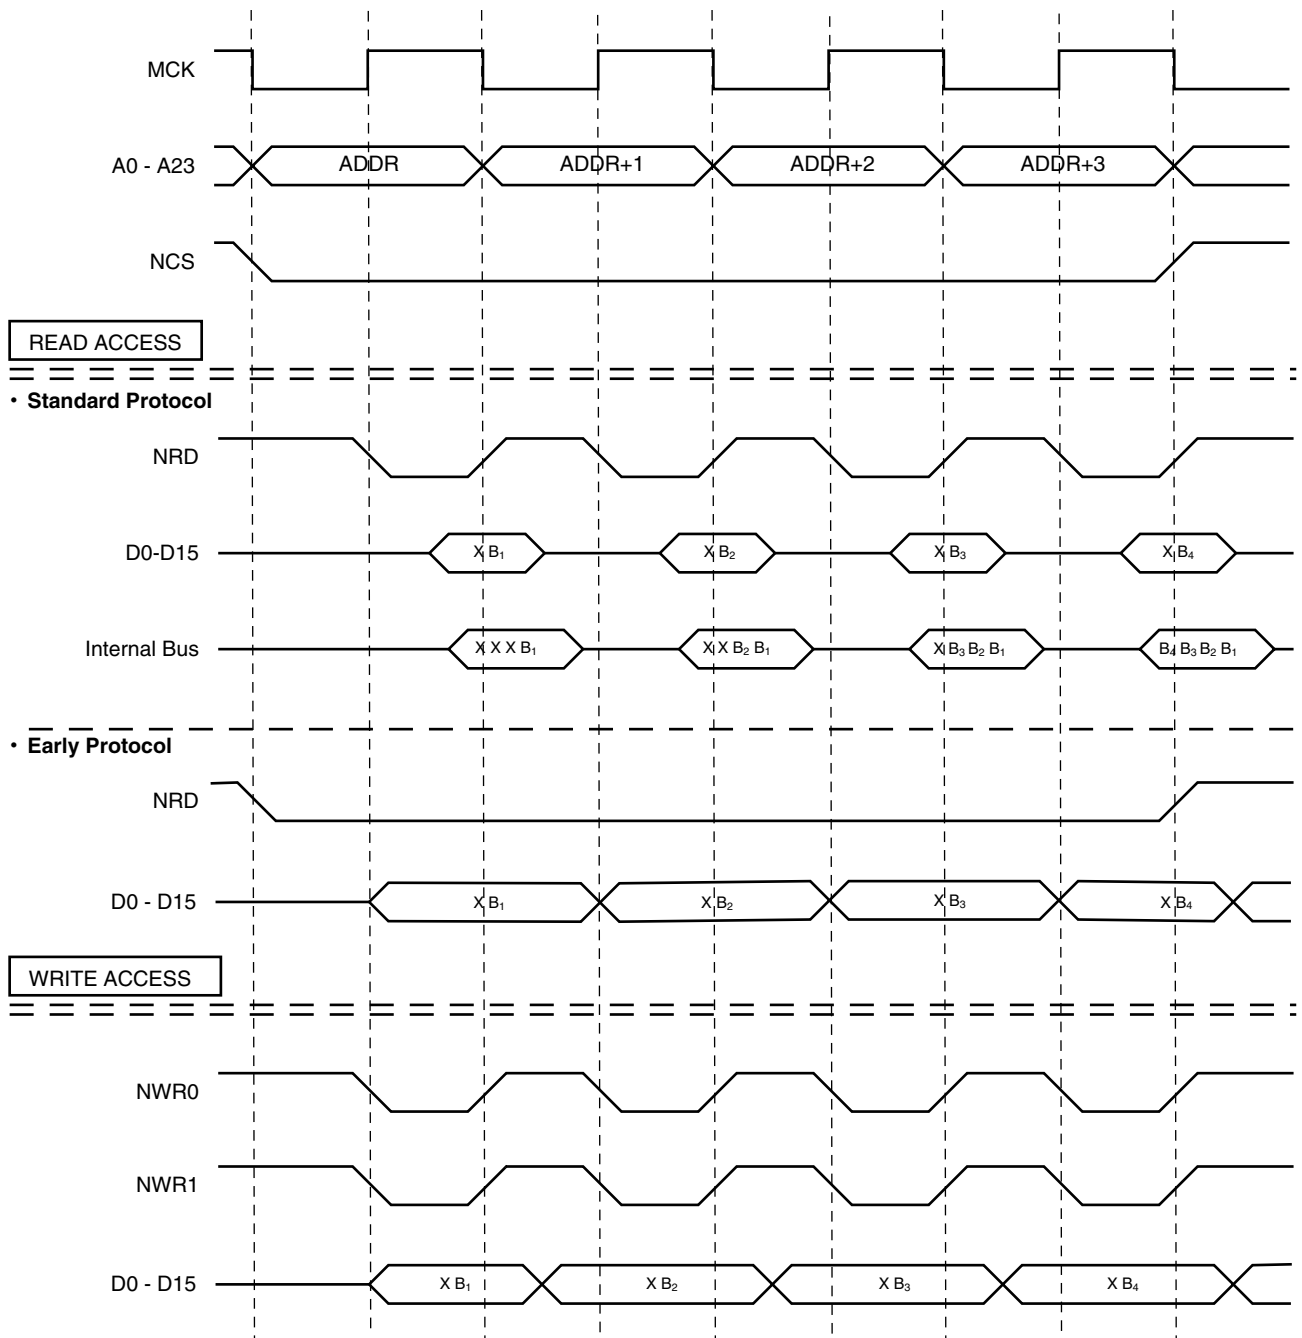 MCK
A0 - A23 ADDR ADDR+1 ADDR+2 ADDR+3
NCS
READ ACCESS
• Standard Protocol
NRD
D0-D15 X B₁ X B₂ X B₃ X B₄
Internal Bus X X X B₁ X X B₂ B₁ X B₃ B₂ B₁ B₄ B₃ B₂ B₁
• Early Protocol
NRD
D0 - D15 X B₁ X B₂ X B₃ X B₄
WRITE ACCESS
NWR0
NWR1
D0 - D15 X B₁ X B₂ X B₃ X B₄